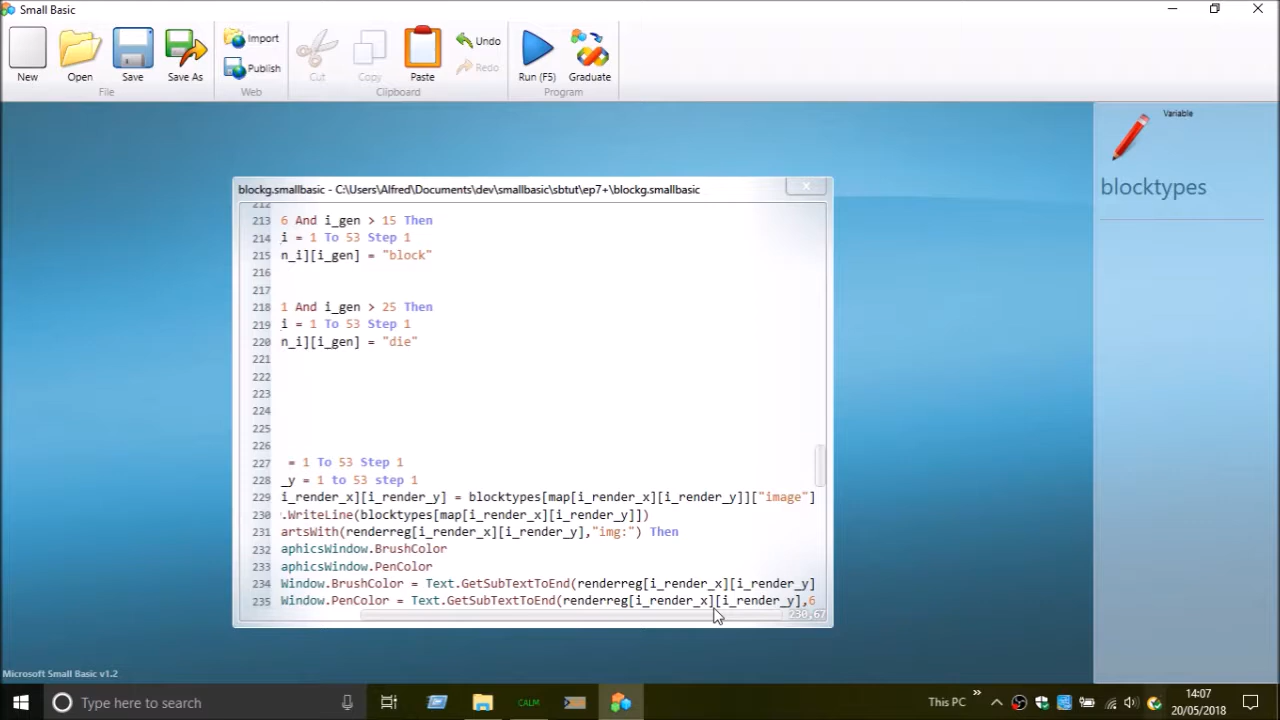 Small Basic
New
Open
Save
Save As
Import
Publish
Cut
Copy
Paste
Undo
Redo
Run (F5)
Graduate
File
Web
Clipboard
Program
Variable
blocktypes
blockg.smallbasic - C:\Users\Alfred\Documents\dev\smallbasic\sbtut\ep7+\blockg.smallbasic
212
213 6 And i_gen > 15 Then
214 i = 1 To 53 Step 1
215 n_i][i_gen] = "block"
216
217
218 1 And i_gen > 25 Then
219 i = 1 To 53 Step 1
220 n_i][i_gen] = "die"
221
222
223
224
225
226
227 = 1 To 53 Step 1
228 _y = 1 to 53 step 1
229 i_render_x][i_render_y] = blocktypes[map[i_render_x][i_render_y]]["image"]
230 .WriteLine(blocktypes[map[i_render_x][i_render_y]])
231 artsWith(renderreg[i_render_x][i_render_y],"img:") Then
232 aphicsWindow.BrushColor
233 aphicsWindow.PenColor
234 Window.BrushColor = Text.GetSubTextToEnd(renderreg[i_render_x][i_render_y]
235 Window.PenColor = Text.GetSubTextToEnd(renderreg[i_render_x][i_render_y],6
230,67
Microsoft Small Basic v1.2
Type here to search
CALM
This PC
14:07
20/05/2018